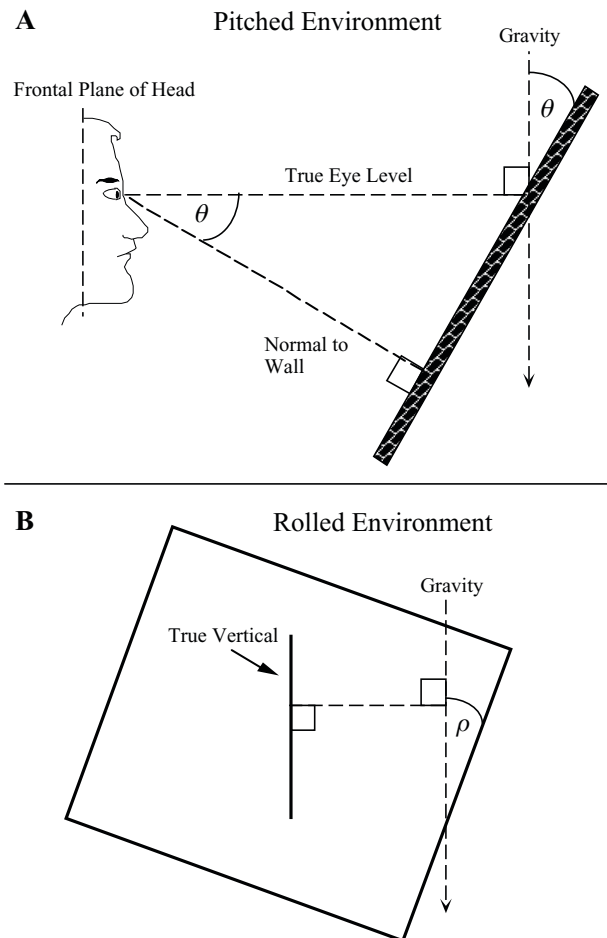 A
Pitched Environment
Gravity
Frontal Plane of Head
θ
True Eye Level
θ
Normal to
Wall
B
Rolled Environment
Gravity
True Vertical
ρ